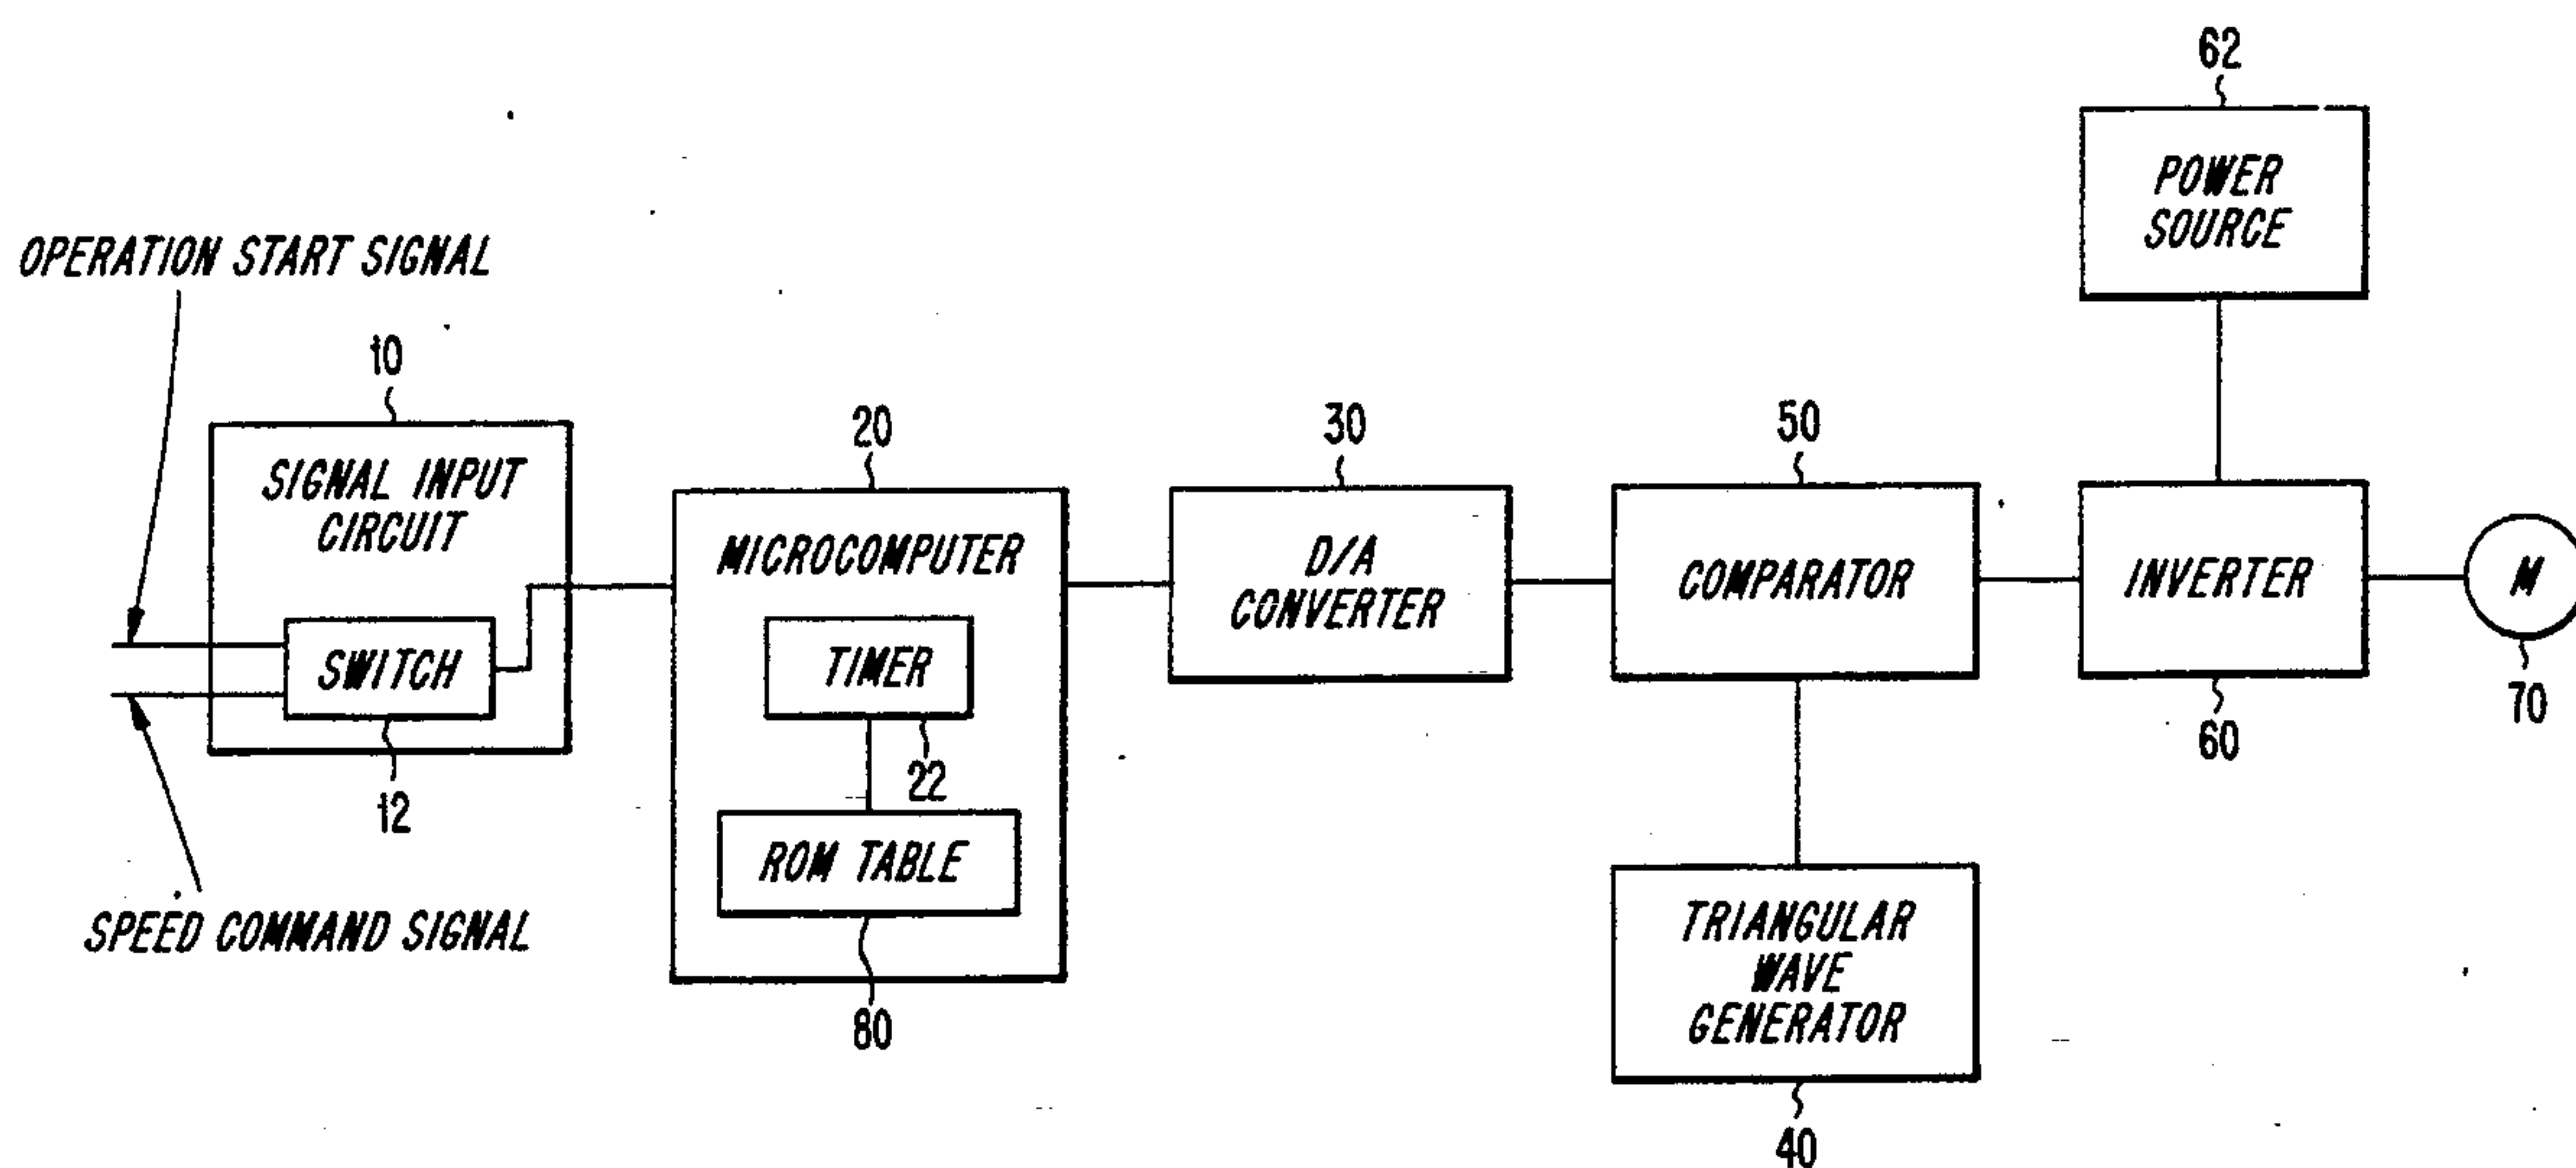 62
POWER
SOURCE
OPERATION START SIGNAL
10
SIGNAL INPUT
CIRCUIT
SWITCH
12
SPEED COMMAND SIGNAL
20
MICROCOMPUTER
TIMER
22
ROM TABLE
80
30
D/A
CONVERTER
50
COMPARATOR
TRIANGULAR
WAVE
GENERATOR
40
INVERTER
60
M
70